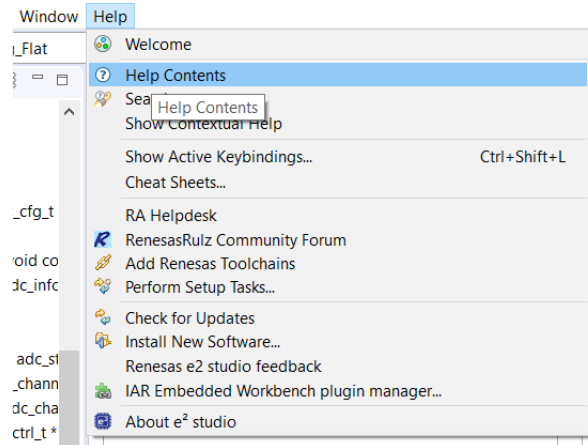 Window Help
_Flat
Welcome
Help Contents
Sea
Help Contents
Show Contextual Help
Show Active Keybindings... Ctrl+Shift+L
Cheat Sheets...
_cfg_t
RA Helpdesk
RenesasRulz Community Forum
void co
Add Renesas Toolchains
dc_info
Perform Setup Tasks...
Check for Updates
Install New Software...
adc_st
Renesas e2 studio feedback
_chann
IAR Embedded Workbench plugin manager...
dc_cha
About e² studio
ctrl_t *